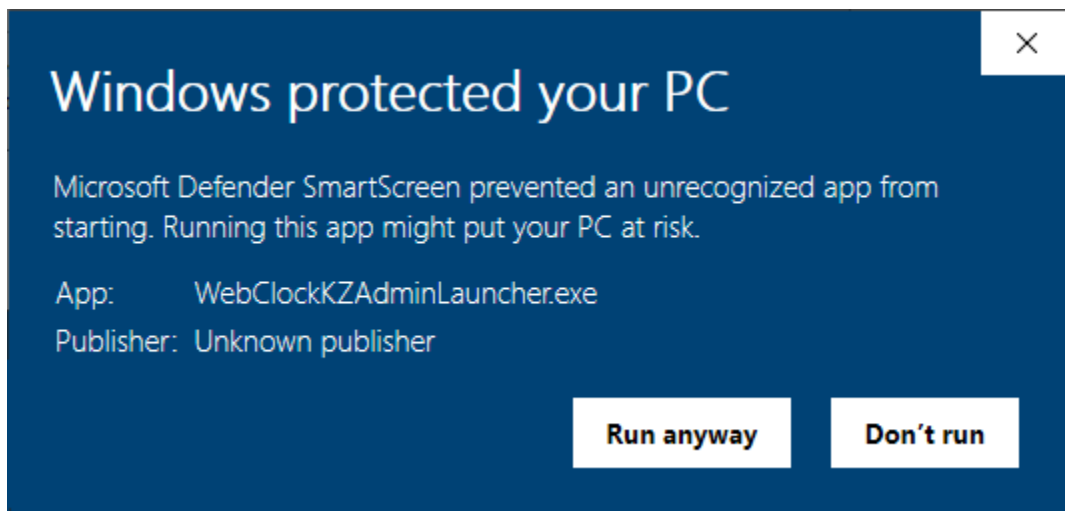 Windows protected your PC
Microsoft Defender SmartScreen prevented an unrecognized app from
starting. Running this app might put your PC at risk.
App: WebClockKZAdminLauncher.exe
Publisher: Unknown publisher
Run anyway Don’t run